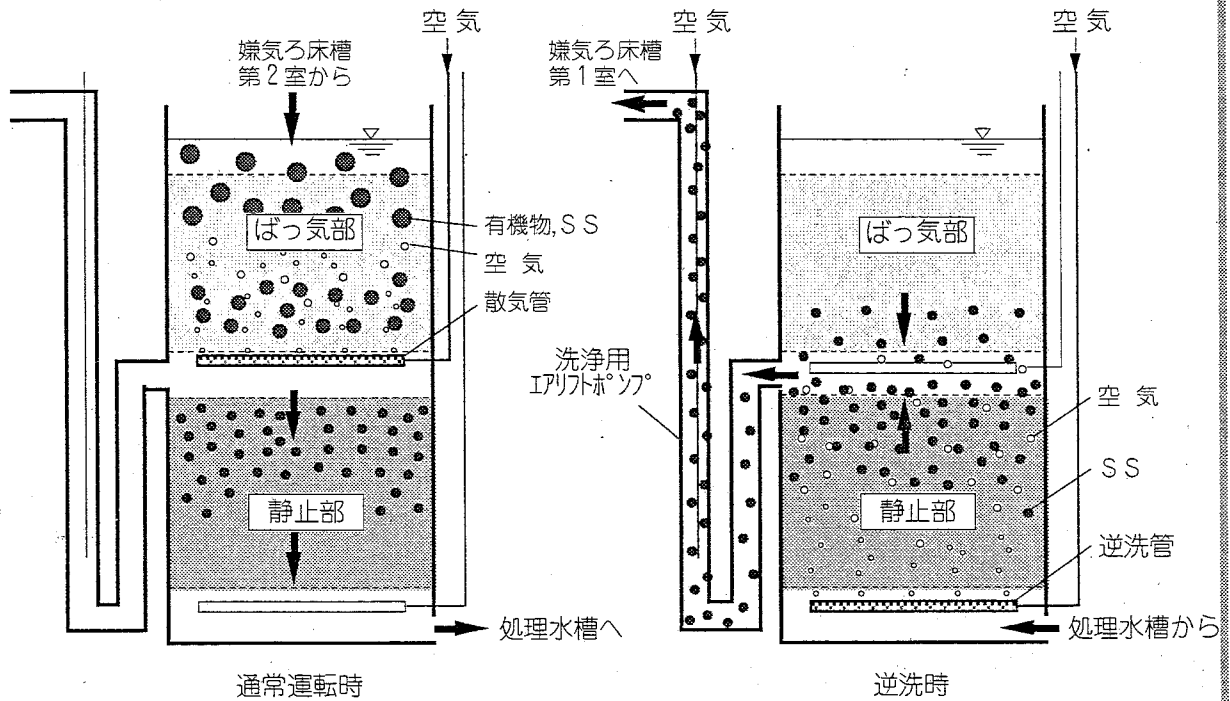 空気
嫌気ろ床槽
第2室から
ばっ気部
有機物,SS
空気
散気管
静止部
処理水槽へ
通常運転時
空気
嫌気ろ床槽
第1室へ
空気
ばっ気部
洗浄用
エアリフトポンプ
空気
SS
静止部
逆洗管
処理水槽から
逆洗時